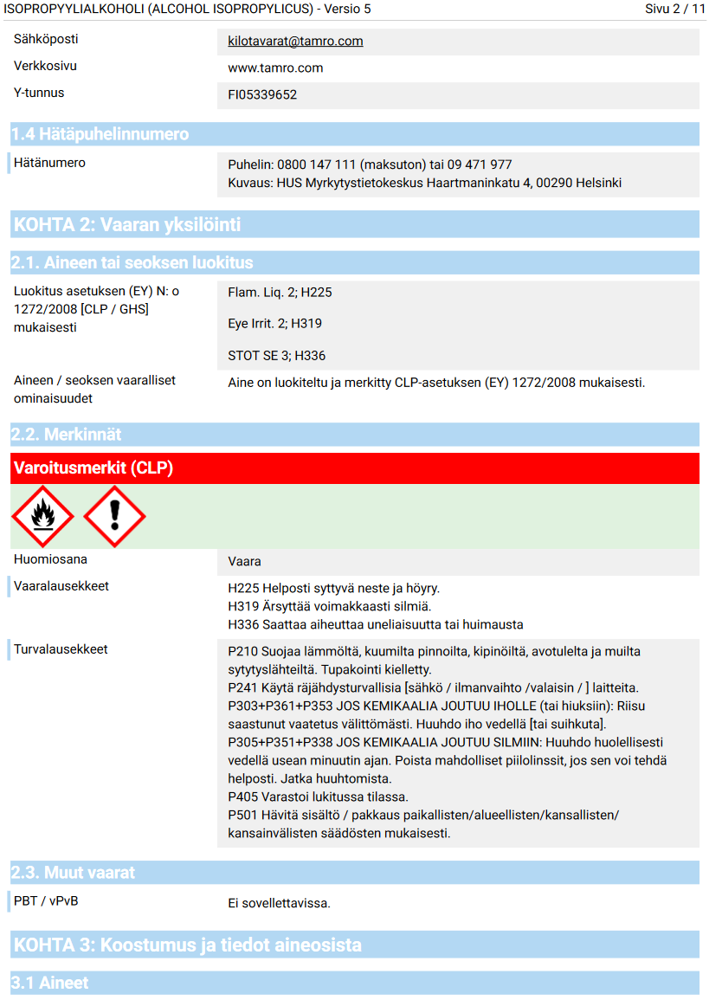 ISOPROPYYLIALKOHOLI (ALCOHOL ISOPROPYLICUS) - Versio 5
Sivu 2 / 11
Sähköposti
kilotavarat@tamro.com
Verkkosivu
www.tamro.com
Y-tunnus
FI05339652
1.4 Hätäpuhelinnumero
Hätänumero
Puhelin: 0800 147 111 (maksuton) tai 09 471 977
Kuvaus: HUS Myrkytystietokeskus Haartmaninkatu 4, 00290 Helsinki
KOHTA 2: Vaaran yksilöinti
2.1. Aineen tai seoksen luokitus
Luokitus asetuksen (EY) N: o
1272/2008 [CLP / GHS]
mukaisesti
Flam. Liq. 2; H225
Eye Irrit. 2; H319
STOT SE 3; H336
Aineen / seoksen vaaralliset
ominaisuudet
Aine on luokiteltu ja merkitty CLP-asetuksen (EY) 1272/2008 mukaisesti.
2.2. Merkinnät
Varoitusmerkit (CLP)
Huomiosana
Vaara
Vaaralausekkeet
H225 Helposti syttyvä neste ja höyry.
H319 Ärsyttää voimakkaasti silmiä.
H336 Saattaa aiheuttaa uneliaisuutta tai huimausta
Turvalausekkeet
P210 Suojaa lämmöltä, kuumilta pinnoilta, kipinöiltä, avotulelta ja muilta
sytytyslähteiltä. Tupakointi kielletty.
P241 Käytä räjähdysturvallisia [sähkö / ilmanvaihto /valaisin / ] laitteita.
P303+P361+P353 JOS KEMIKAALIA JOUTUU IHOLLE (tai hiuksiin): Riisu
saastunut vaatetus välittömästi. Huuhdo iho vedellä [tai suihkuta].
P305+P351+P338 JOS KEMIKAALIA JOUTUU SILMIIN: Huuhdo huolellisesti
vedellä usean minuutin ajan. Poista mahdolliset piilolinssit, jos sen voi tehdä
helposti. Jatka huuhtomista.
P405 Varastoi lukitussa tilassa.
P501 Hävitä sisältö / pakkaus paikallisten/alueellisten/kansallisten/
kansainvälisten säädösten mukaisesti.
2.3. Muut vaarat
PBT / vPvB
Ei sovellettavissa.
KOHTA 3: Koostumus ja tiedot aineosista
3.1 Aineet